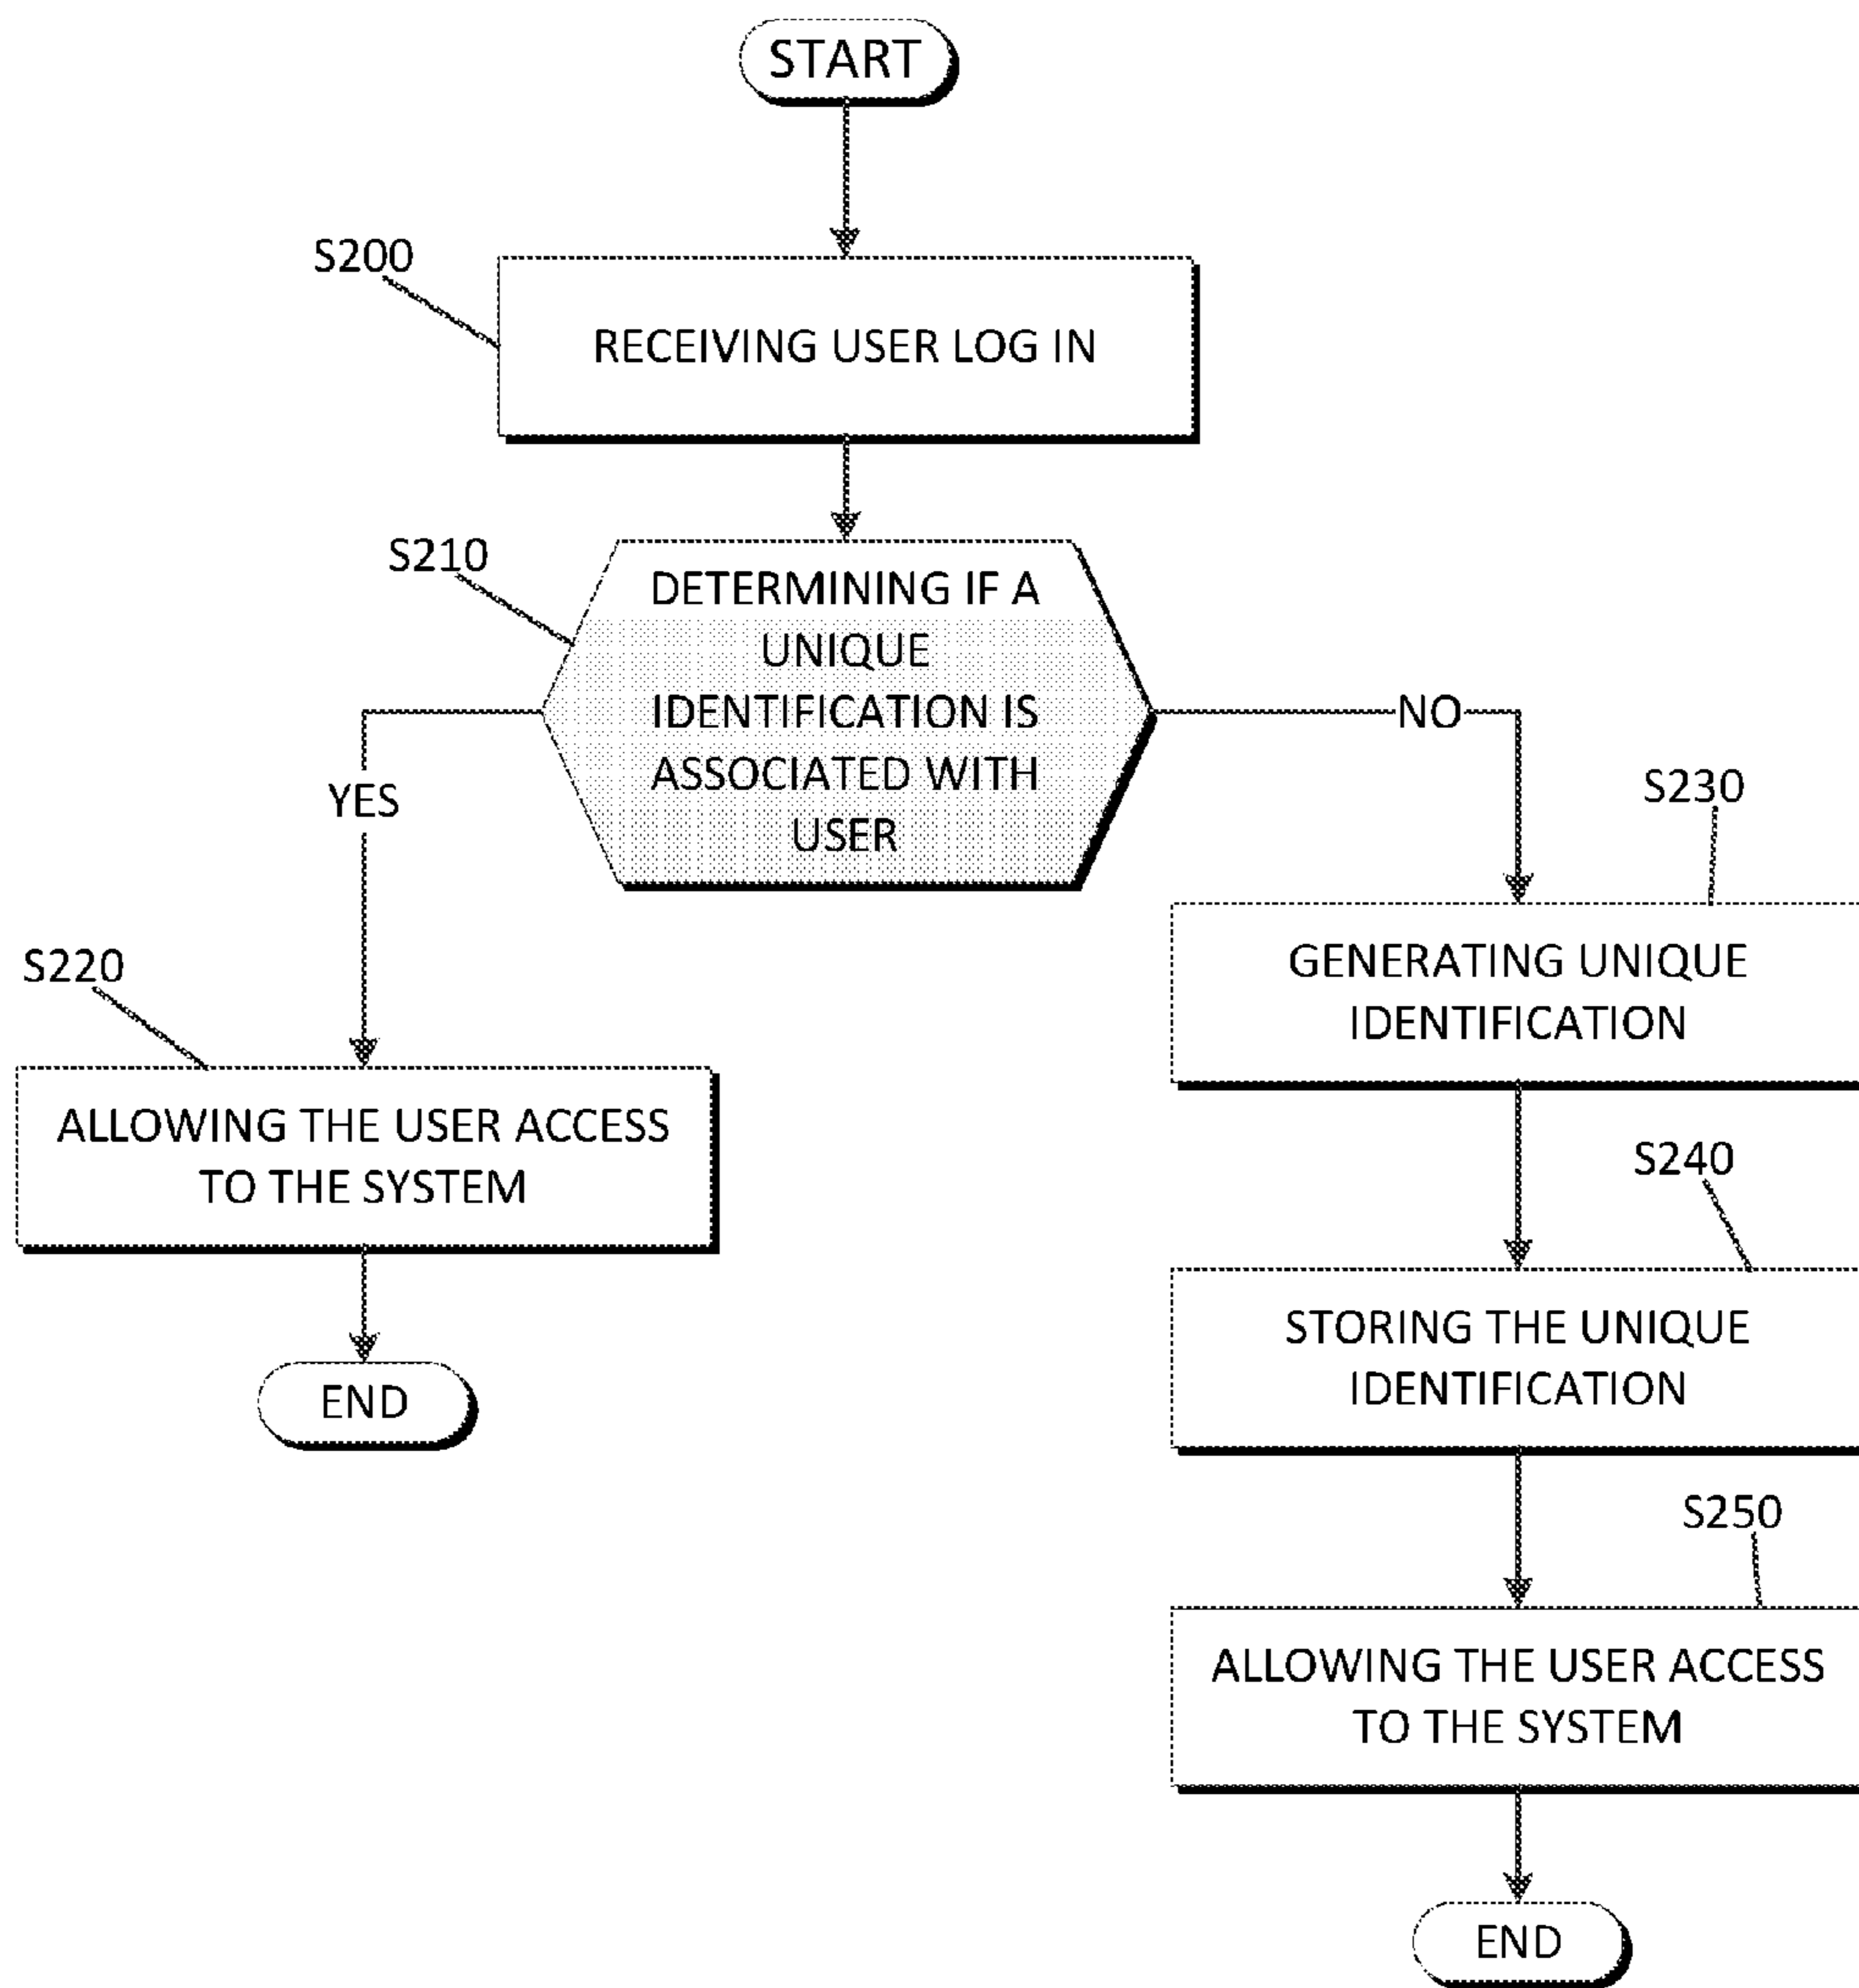 START
S200
RECEIVING USER LOG IN
S210
DETERMINING IF A
UNIQUE
IDENTIFICATION IS
ASSOCIATED WITH
USER
YES
NO
S220
ALLOWING THE USER ACCESS
TO THE SYSTEM
END
S230
GENERATING UNIQUE
IDENTIFICATION
S240
STORING THE UNIQUE
IDENTIFICATION
S250
ALLOWING THE USER ACCESS
TO THE SYSTEM
END